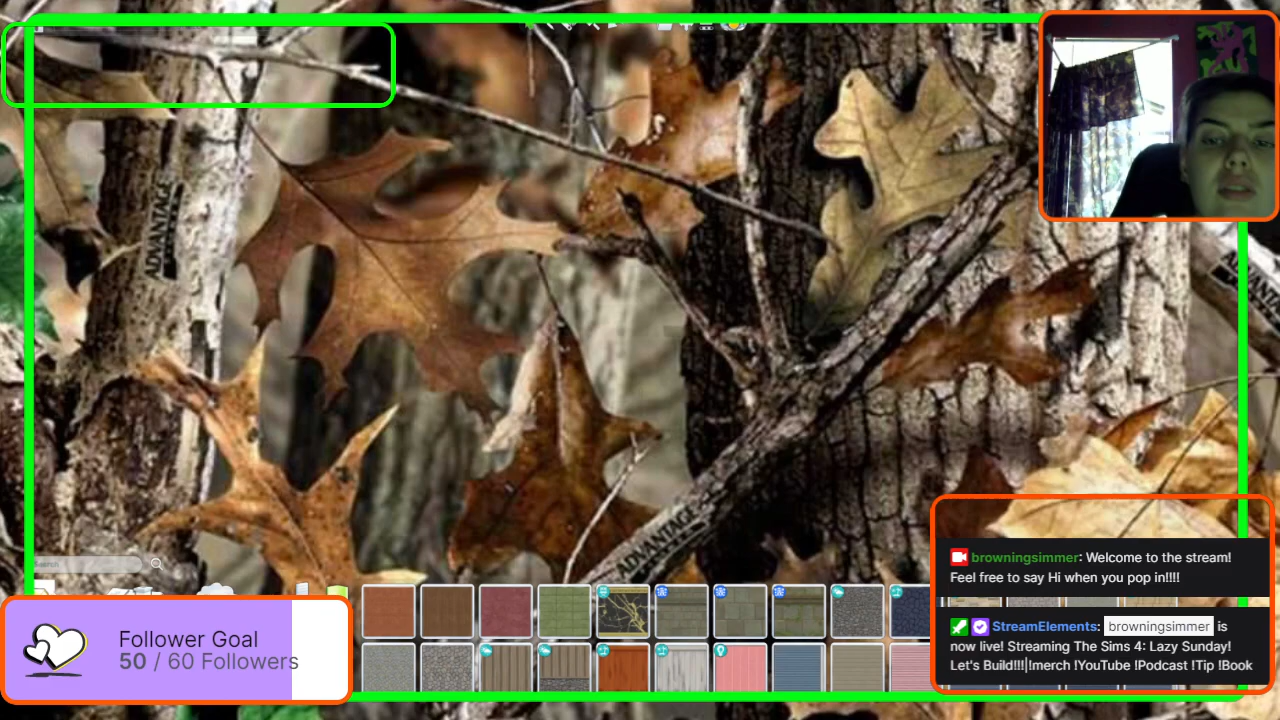 ADVANTAGE
ADVANTAGE
Search
browningsimmer: Welcome to the stream!
Feel free to say Hi when you pop in!!!!
StreamElements: browningsimmer is
now live! Streaming The Sims 4: Lazy Sunday!
Let's Build!!!|!merch !YouTube !Podcast !Tip !Book
Follower Goal
50 / 60 Followers